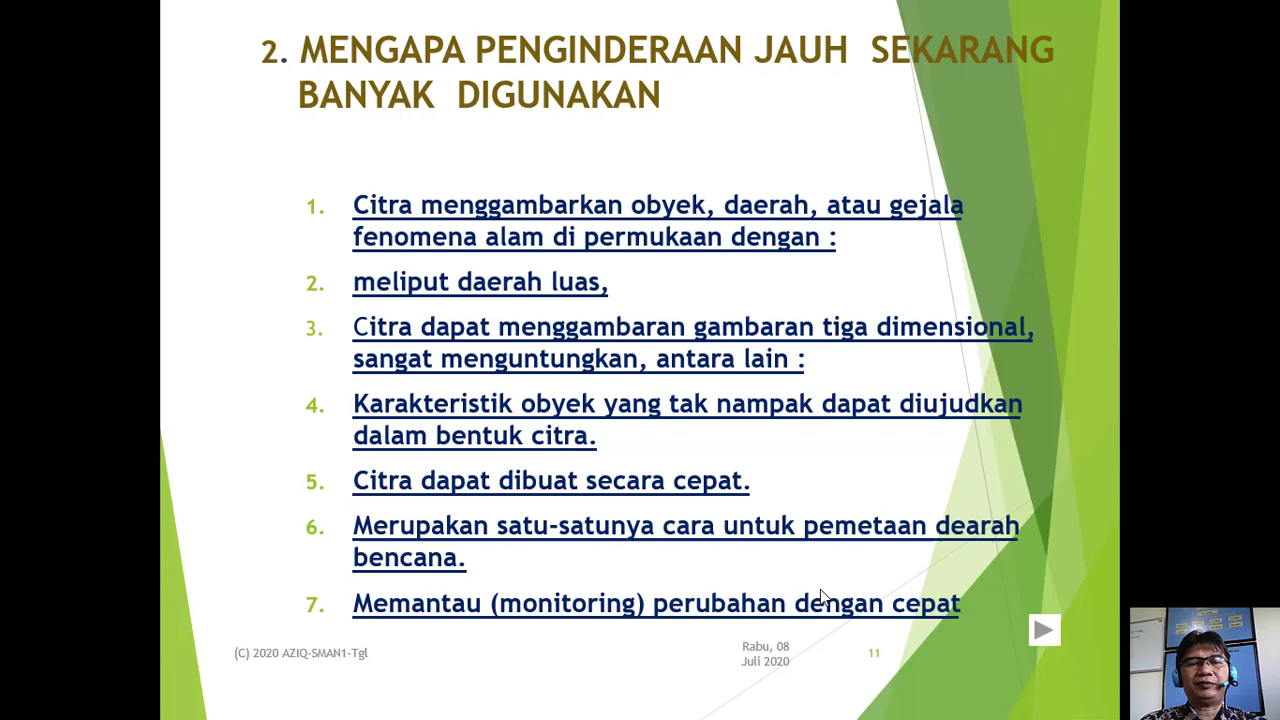 2. MENGAPA PENGINDERAAN JAUH SEKARANG
BANYAK DIGUNAKAN
1. Citra menggambarkan obyek, daerah, atau gejala
fenomena alam di permukaan dengan :
2. meliput daerah luas,
3. Citra dapat menggambaran gambaran tiga dimensional,
sangat menguntungkan, antara lain :
4. Karakteristik obyek yang tak nampak dapat diujudkan
dalam bentuk citra.
5. Citra dapat dibuat secara cepat.
6. Merupakan satu-satunya cara untuk pemetaan dearah
bencana.
7. Memantau (monitoring) perubahan dengan cepat
(C) 2020 AZIQ-SMAN1-Tgl
Rabu, 08
Juli 2020
11